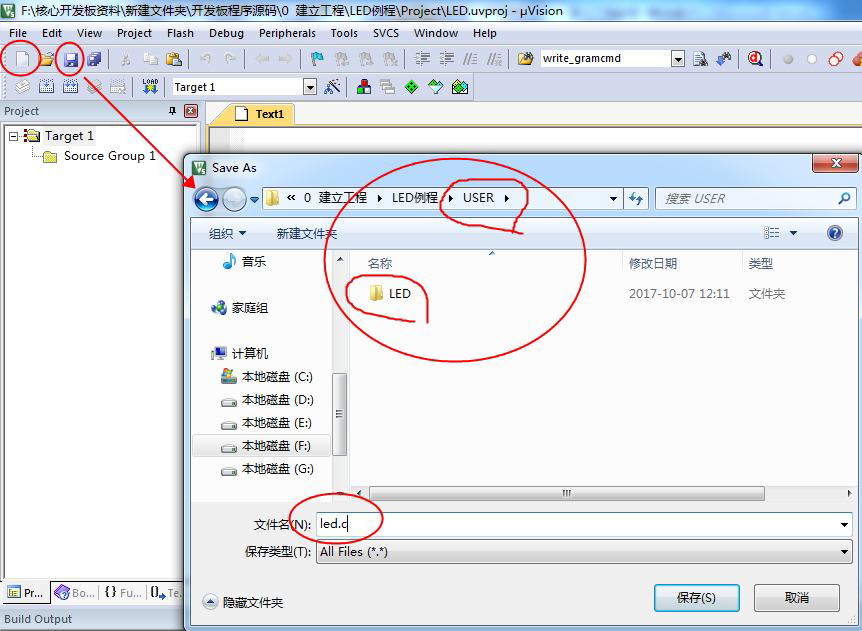 F:\核心开发板资料\新建文件夹\开发板程序源码\0 建立工程\LED例程\Project\LED.uvproj - µVision
File Edit View Project Flash Debug Peripherals Tools SVCS Window Help
write_gramcmd
LOAD
Target 1
Project
Text1
Target 1
Source Group 1
Save As
« 0 建立工程 LED例程 USER
搜索 USER
组织 新建文件夹
音乐
家庭组
计算机
本地磁盘 (C:)
本地磁盘 (D:)
本地磁盘 (E:)
本地磁盘 (F:)
本地磁盘 (G:)
名称 修改日期 类型
LED 2017-10-07 12:11 文件夹
文件名(N): led.c
保存类型(T): All Files (*.*)
隐藏文件夹 保存(S) 取消
Pr... Bo... {} Fu... Te.
Build Output